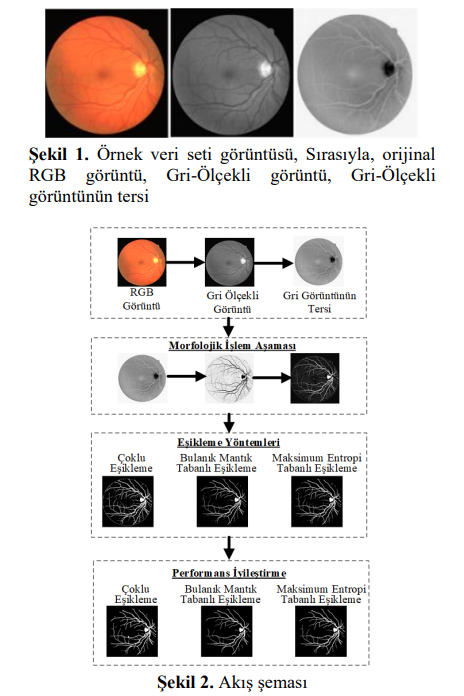 Şekil 1. Örnek veri seti görüntüsü, Sırasıyla, orijinal
RGB görüntü, Gri-Ölçekli görüntü, Gri-Ölçekli
görüntünün tersi
RGB
Görüntü
Gri Ölçekli
Görüntü
Gri Görüntünün
Tersi
Morfolojik İşlem Aşaması
Eşikleme Yöntemleri
Çoklu
Eşikleme
Bulanık Mantık
Tabanlı Eşikleme
Maksimum Entropi
Tabanlı Eşikleme
Performans İyileştirme
Çoklu
Eşikleme
Bulanık Mantık
Tabanlı Eşikleme
Maksimum Entropi
Tabanlı Eşikleme
Şekil 2. Akış şeması